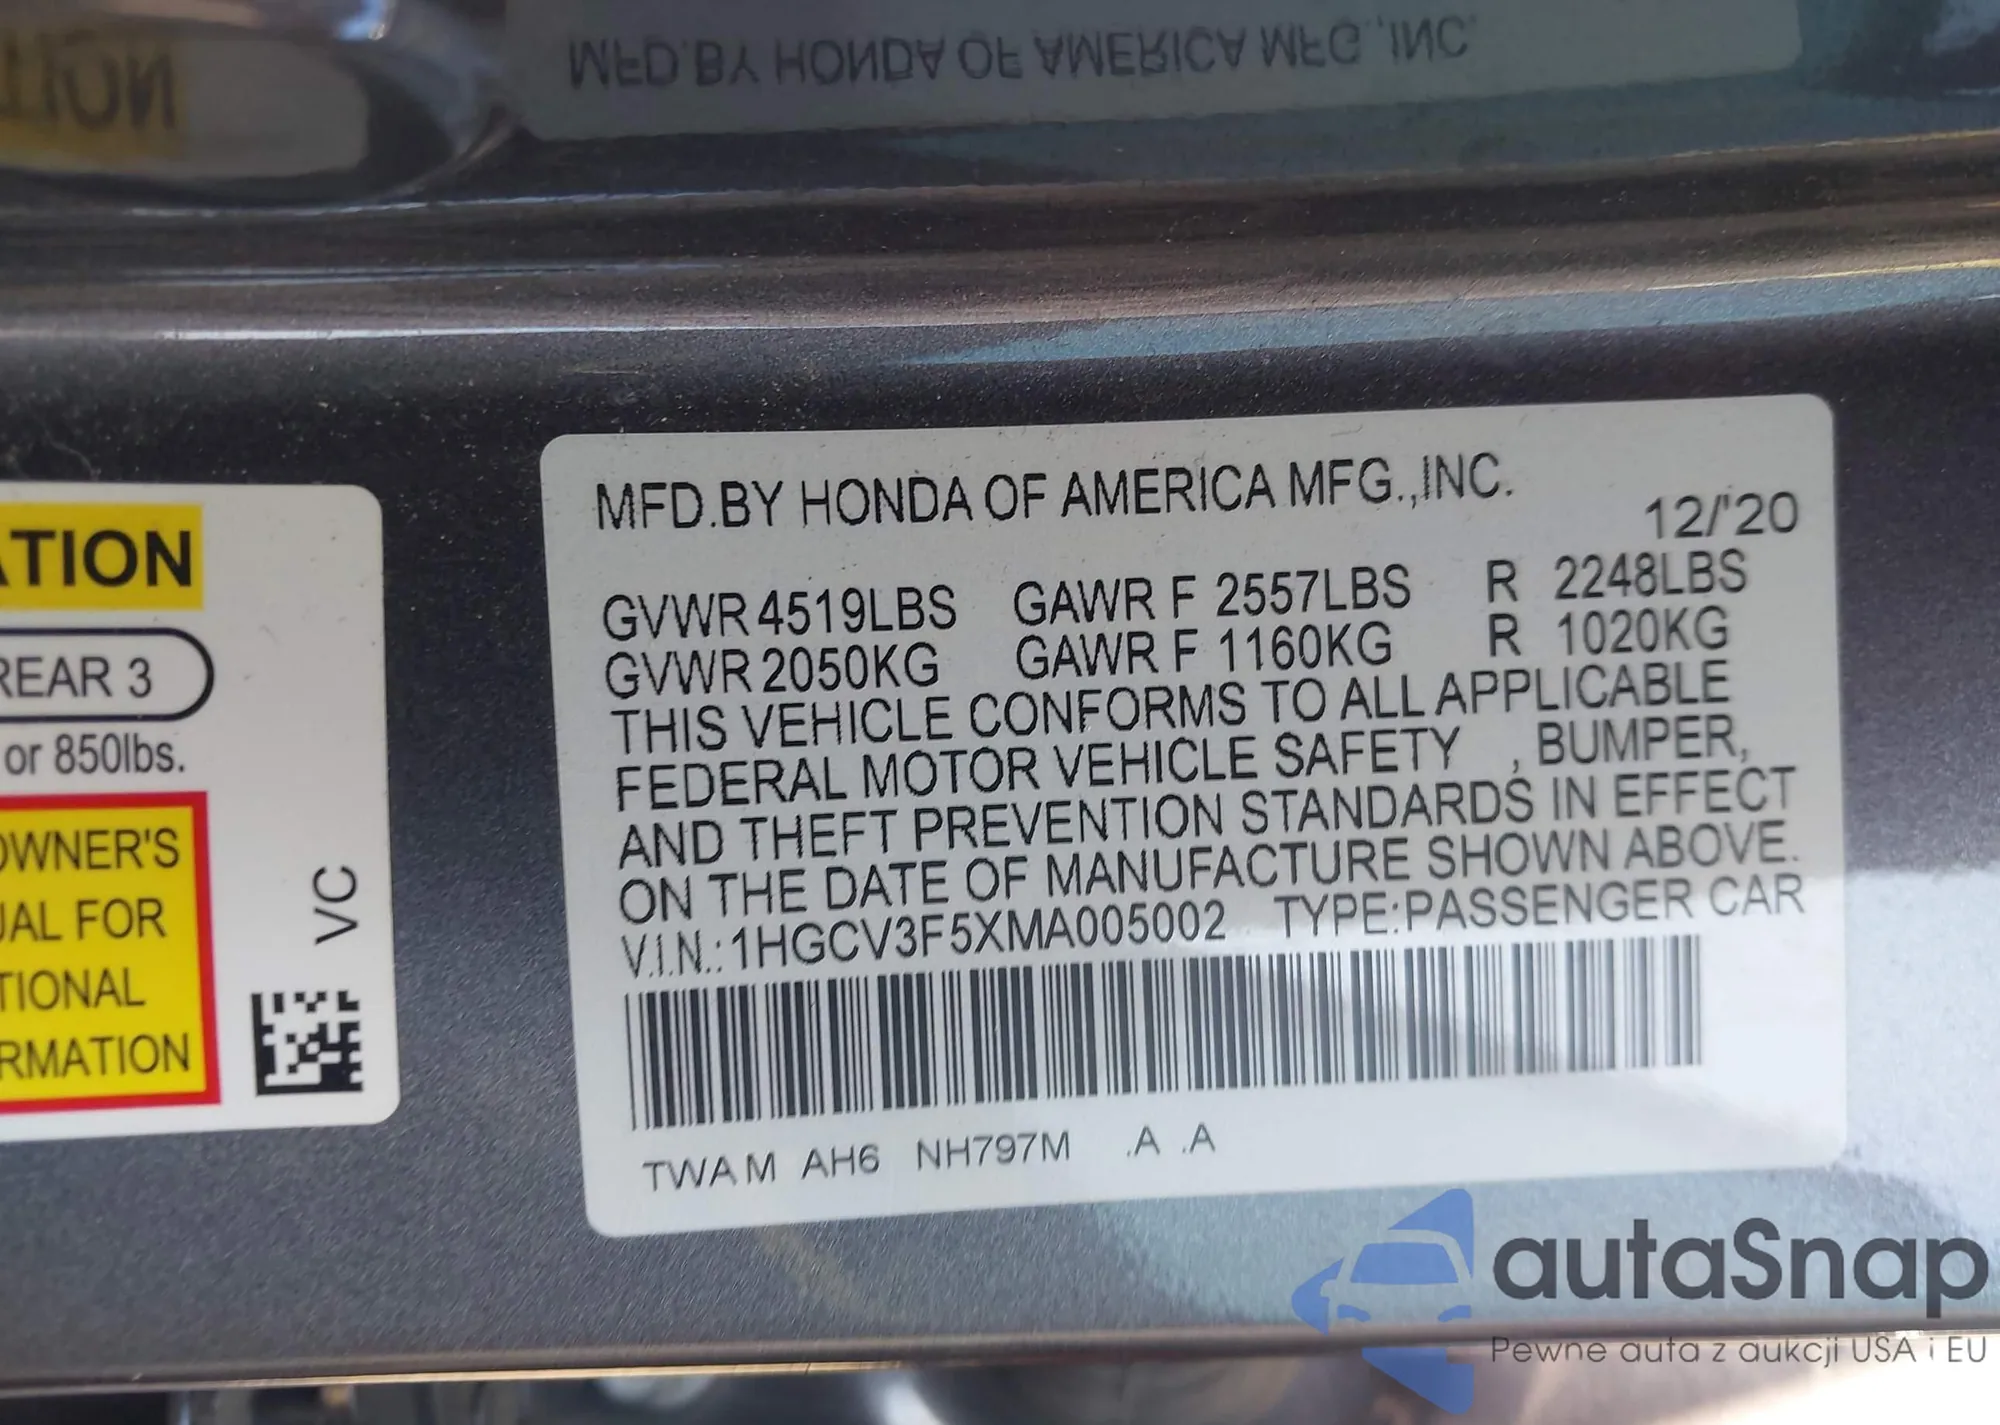 MFD.BY HONDA OF AMERICA MFG.,INC.
ATION
REAR 3
or 850lbs.
OWNER'S
UAL FOR
TIONAL
RMATION
VC
MFD.BY HONDA OF AMERICA MFG.,INC.
12/'20
GVWR 4519LBS GAWR F 2557LBS R 2248LBS
GVWR 2050KG GAWR F 1160KG R 1020KG
THIS VEHICLE CONFORMS TO ALL APPLICABLE
FEDERAL MOTOR VEHICLE SAFETY , BUMPER,
AND THEFT PREVENTION STANDARDS IN EFFECT
ON THE DATE OF MANUFACTURE SHOWN ABOVE.
V.I.N.: 1HGCV3F5XMA005002 TYPE:PASSENGER CAR
TWAM AH6 NH797M .A .A
autaSnap
Pewne auta z aukcji USA i EU